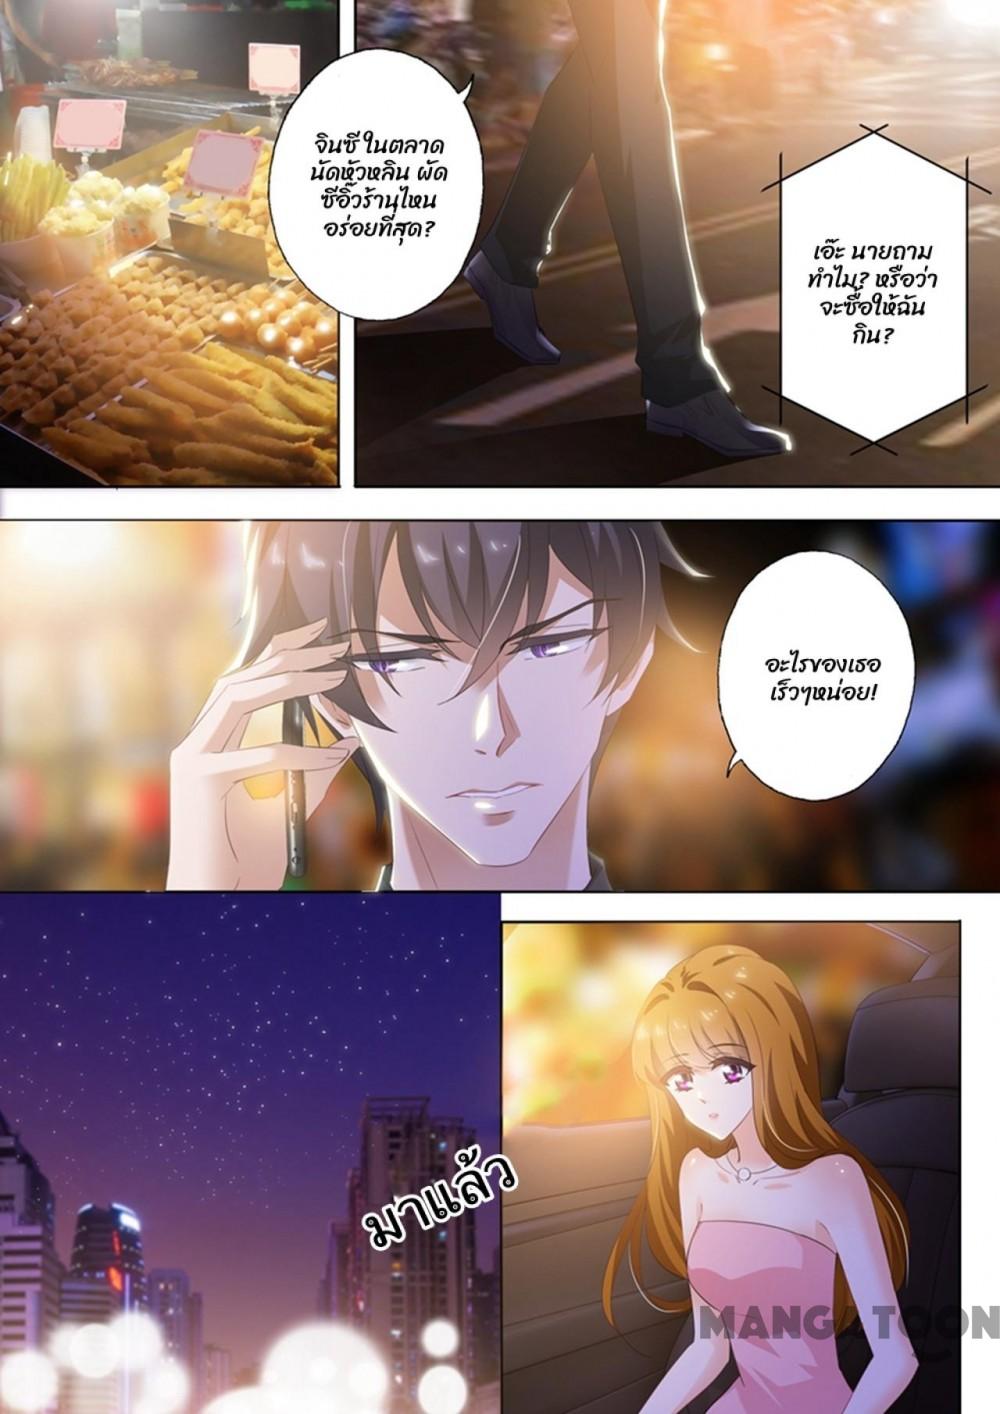 จินซี ในตลาด
นัดหัวหลิน ผัด
ซีอิ๊วร้านไหน
อร่อยที่สุด?
เอ๊ะ นายถาม
ทำไม? หรือว่า
จะซื้อให้ฉัน
กิน?
อะไรของเธอ
เร็วๆหน่อย!
มาแล้ว
MANGATOON